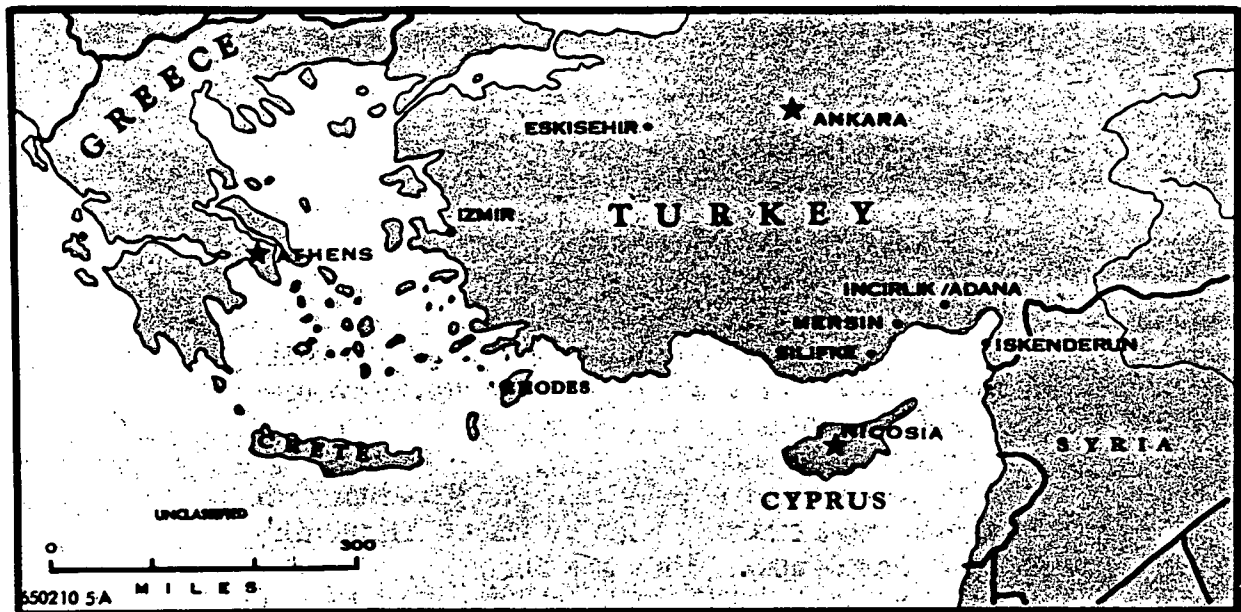 GREECE
ESKISEHIR
ANKARA
IZMIR
TURKEY
ATHENS
INCIRLIK /ADANA
MERSIN
ISKENDERUN
SILIFKE
RHODES
CRETE
NICOSIA
SYRIA
CYPRUS
UNCLASSIFIED
0 300
MILES
650210 5-A